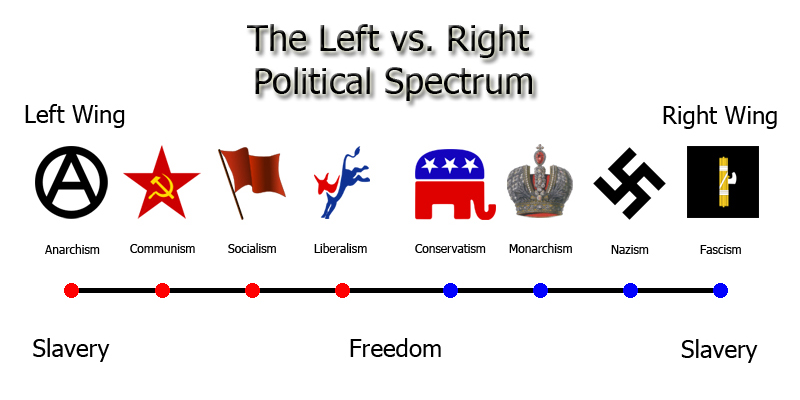 The Left vs. Right
Political Spectrum
Left Wing
Right Wing
Anarchism
Communism
Socialism
Liberalism
Conservatism
Monarchism
Nazism
Fascism
Slavery
Freedom
Slavery